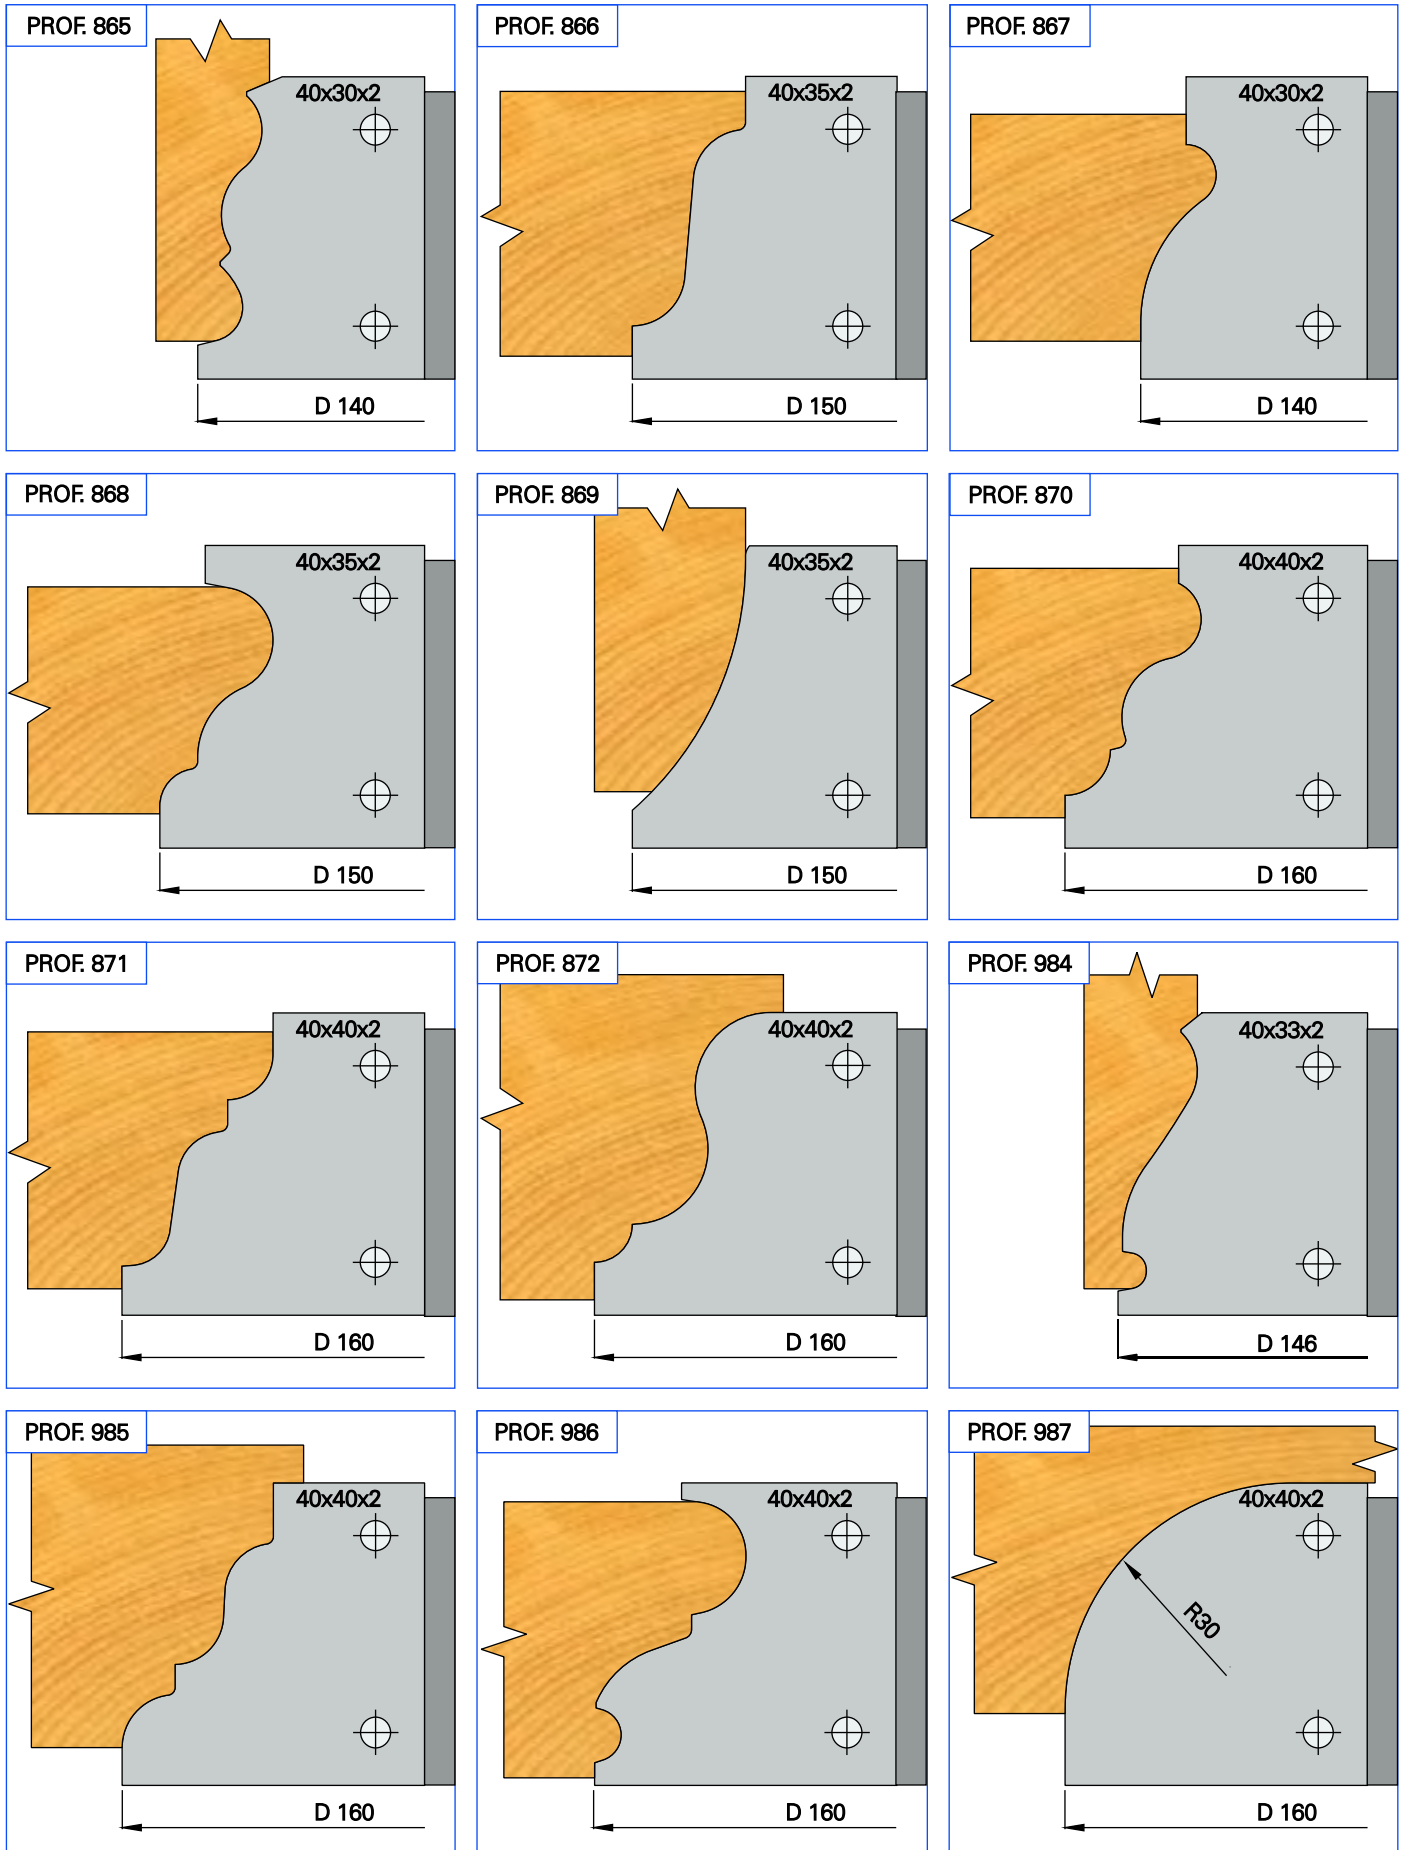 PROF. 865
40x30x2
D 140
PROF. 866
40x35x2
D 150
PROF. 867
40x30x2
D 140
PROF. 868
40x35x2
D 150
PROF. 869
40x35x2
D 150
PROF. 870
40x40x2
D 160
PROF. 871
40x40x2
D 160
PROF. 872
40x40x2
D 160
PROF. 984
40x33x2
D 146
PROF. 985
40x40x2
D 160
PROF. 986
40x40x2
D 160
PROF. 987
40x40x2
R30
D 160